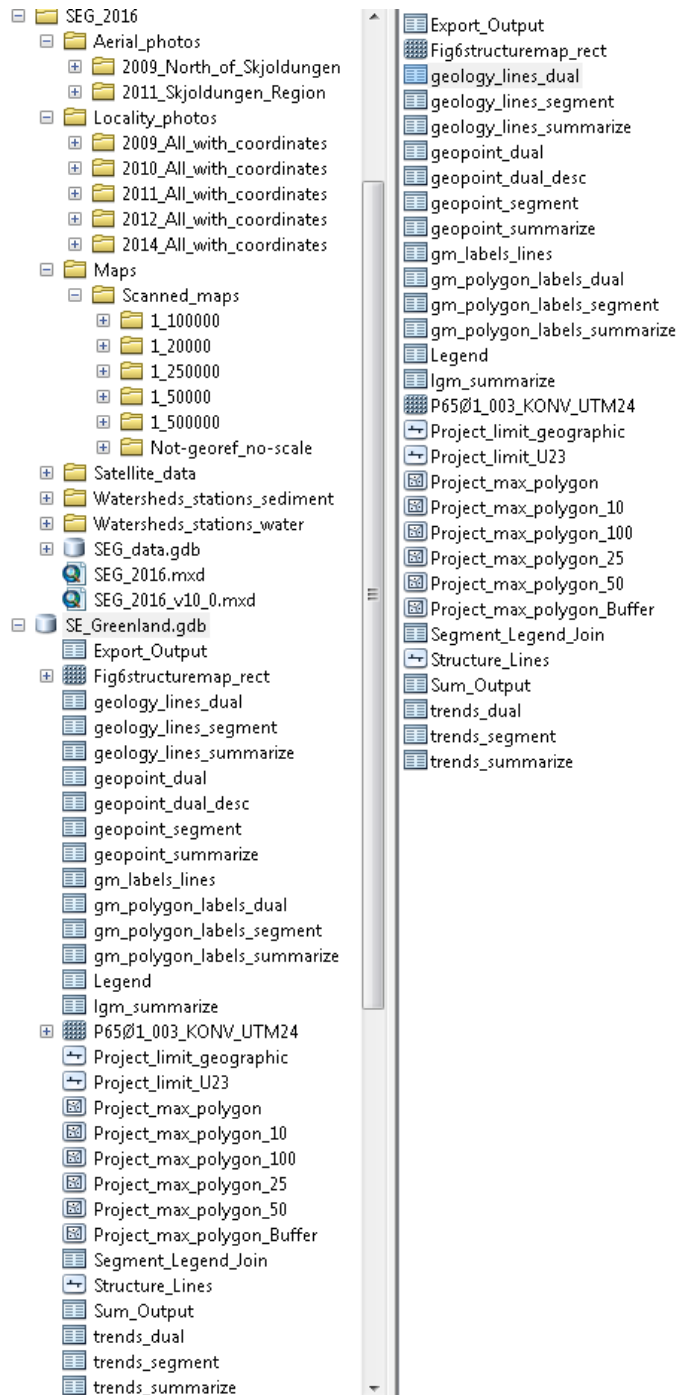 SEG_2016
Aerial_photos
2009_North_of_Skjoldungen
2011_Skjoldungen_Region
Locality_photos
2009_All_with_coordinates
2010_All_with_coordinates
2011_All_with_coordinates
2012_All_with_coordinates
2014_All_with_coordinates
Maps
Scanned_maps
1_100000
1_20000
1_250000
1_50000
1_500000
Not-georef_no-scale
Satellite_data
Watersheds_stations_sediment
Watersheds_stations_water
SEG_data.gdb
SEG_2016.mxd
SEG_2016_v10_0.mxd
SE_Greenland.gdb
Export_Output
Fig6structuremap_rect
geology_lines_dual
geology_lines_segment
geology_lines_summarize
geopoint_dual
geopoint_dual_desc
geopoint_segment
geopoint_summarize
gm_labels_lines
gm_polygon_labels_dual
gm_polygon_labels_segment
gm_polygon_labels_summarize
Legend
lgm_summarize
P65Ø1_003_KONV_UTM24
Project_limit_geographic
Project_limit_U23
Project_max_polygon
Project_max_polygon_10
Project_max_polygon_100
Project_max_polygon_25
Project_max_polygon_50
Project_max_polygon_Buffer
Segment_Legend_Join
Structure_Lines
Sum_Output
trends_dual
trends_segment
trends_summarize
Export_Output
Fig6structuremap_rect
geology_lines_dual
geology_lines_segment
geology_lines_summarize
geopoint_dual
geopoint_dual_desc
geopoint_segment
geopoint_summarize
gm_labels_lines
gm_polygon_labels_dual
gm_polygon_labels_segment
gm_polygon_labels_summarize
Legend
lgm_summarize
P65Ø1_003_KONV_UTM24
Project_limit_geographic
Project_limit_U23
Project_max_polygon
Project_max_polygon_10
Project_max_polygon_100
Project_max_polygon_25
Project_max_polygon_50
Project_max_polygon_Buffer
Segment_Legend_Join
Structure_Lines
Sum_Output
trends_dual
trends_segment
trends_summarize